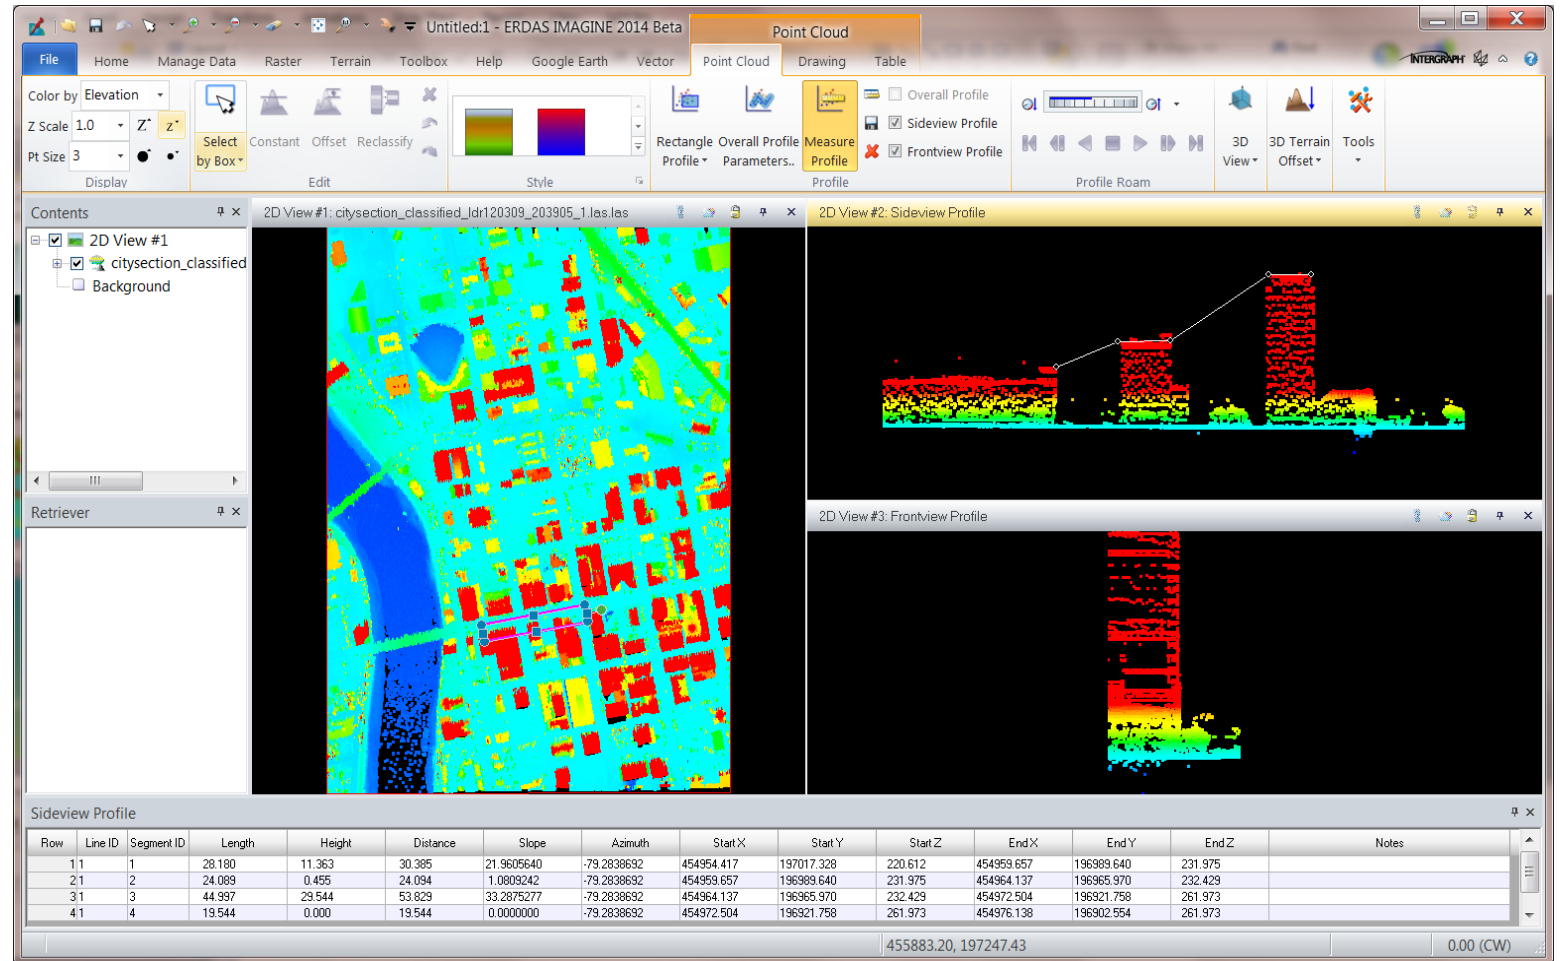 Untitled:1 - ERDAS IMAGINE 2014 Beta
Point Cloud
File Home Manage Data Raster Terrain Toolbox Help Google Earth Vector Point Cloud Drawing Table
INTERGRAPH
Color by Elevation
Z Scale 1.0
Pt Size 3
Display
Select by Box
Constant Offset Reclassify
Edit
Style
Rectangle Profile
Overall Profile Parameters..
Measure Profile
Overall Profile
Sideview Profile
Frontview Profile
Profile
Profile Roam
3D View
3D Terrain Offset
Tools
Contents
2D View #1
citysection_classified
Background
Retriever
2D View #1: citysection_classified_ldr120309_203905_1.las.las
2D View #2: Sideview Profile
2D View #3: Frontview Profile
Sideview Profile
Row Line ID Segment ID Length Height Distance Slope Azimuth Start X Start Y Start Z End X End Y End Z Notes
1 1 1 28.180 11.363 30.385 21.9605640 -79.2838692 454954.417 197017.328 220.612 454959.657 196989.640 231.975
2 1 2 24.089 0.455 24.094 1.0809242 -79.2838692 454959.657 196989.640 231.975 454964.137 196965.970 232.429
3 1 3 44.997 29.544 53.829 33.2875277 -79.2838692 454964.137 196965.970 232.429 454972.504 196921.758 261.973
4 1 4 19.544 0.000 19.544 0.0000000 -79.2838692 454972.504 196921.758 261.973 454976.138 196902.554 261.973
455883.20, 197247.43
0.00 (CW)